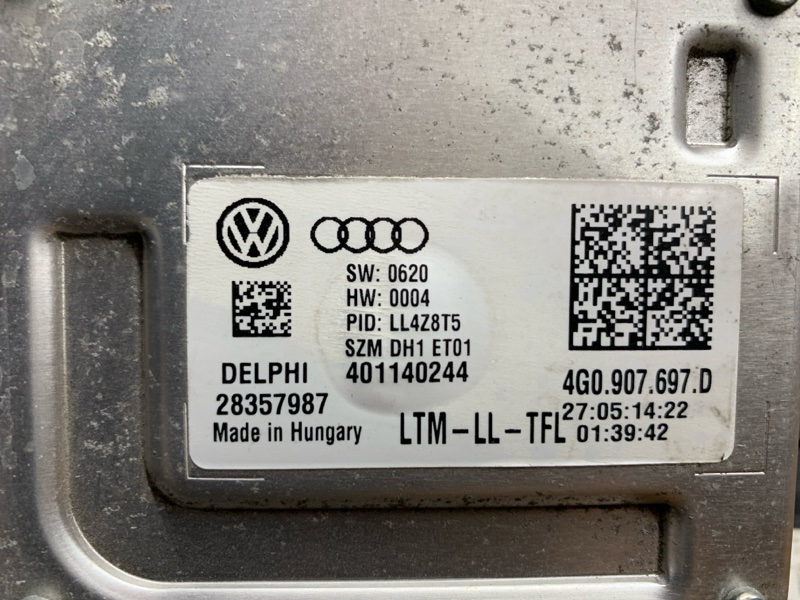 SW: 0620
HW: 0004
PID: LL4Z8T5
SZM DH1 ET01
DELPHI 401140244
28357987
Made in Hungary
LTM-LL-TFL
4G0.907.697.D
27:05:14:22
01:39:42